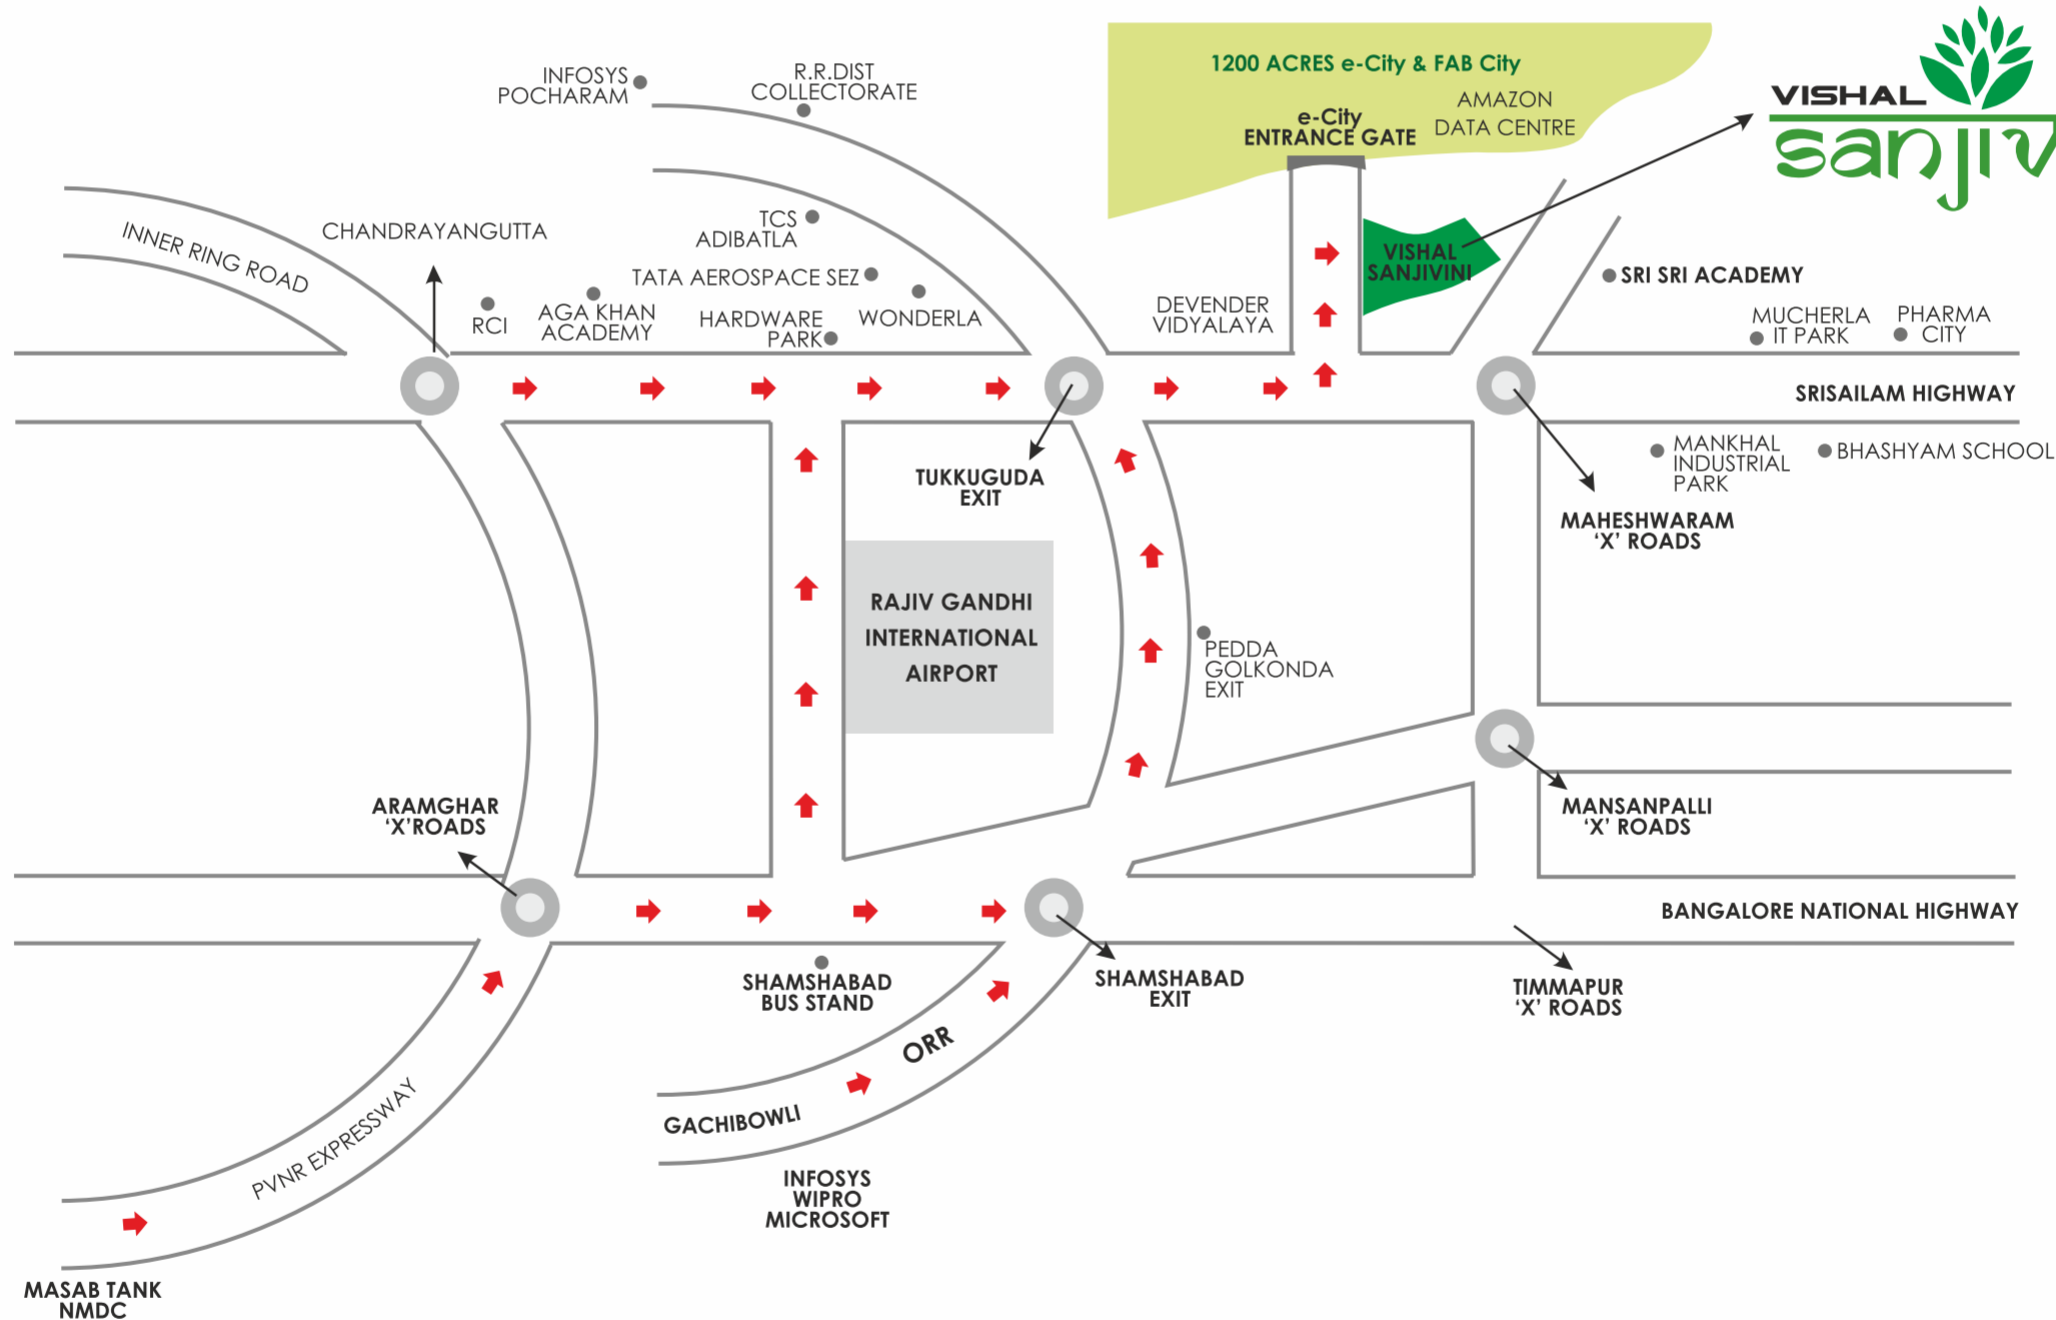 1200 ACRES e-City & FAB City
INFOSYS
POCHARAM
R.R.DIST
COLLECTORATE
AMAZON
DATA CENTRE
e-City
ENTRANCE GATE
VISHAL
sanjiv
INNER RING ROAD
CHANDRAYANGUTTA
TCS
ADIBATLA
TATA AEROSPACE SEZ
RCI
AGA KHAN
ACADEMY
HARDWARE
PARK
WONDERLA
DEVENDER
VIDYALAYA
VISHAL
SANJIVINI
SRI SRI ACADEMY
MUCHERLA
IT PARK
PHARMA
CITY
SRISAILAM HIGHWAY
TUKKUGUDA
EXIT
MANKHAL
INDUSTRIAL
PARK
BHASHYAM SCHOOL
MAHESHWARAM
‘X’ ROADS
RAJIV GANDHI
INTERNATIONAL
AIRPORT
PEDDA
GOLKONDA
EXIT
ARAMGHAR
‘X’ROADS
MANSANPALLI
‘X’ ROADS
BANGALORE NATIONAL HIGHWAY
SHAMSHABAD
BUS STAND
SHAMSHABAD
EXIT
TIMMAPUR
‘X’ ROADS
ORR
GACHIBOWLI
PVNR EXPRESSWAY
INFOSYS
WIPRO
MICROSOFT
MASAB TANK
NMDC